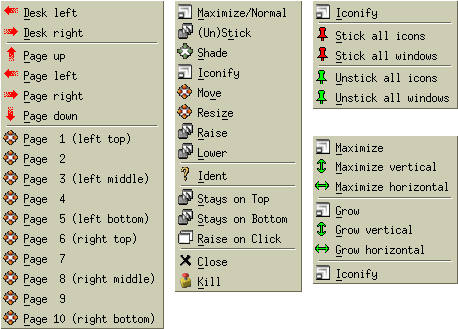 Desk left
Desk right
Page up
Page left
Page right
Page down
Page 1 (left top)
Page 2
Page 3 (left middle)
Page 4
Page 5 (left bottom)
Page 6 (right top)
Page 7
Page 8 (right middle)
Page 9
Page 10 (right bottom)
Maximize/Normal
(Un)Stick
Shade
Iconify
Move
Resize
Raise
Lower
Ident
Stays on Top
Stays on Bottom
Raise on Click
Close
Kill
Iconify
Stick all icons
Stick all windows
Unstick all icons
Unstick all windows
Maximize
Maximize vertical
Maximize horizontal
Grow
Grow vertical
Grow horizontal
Iconify